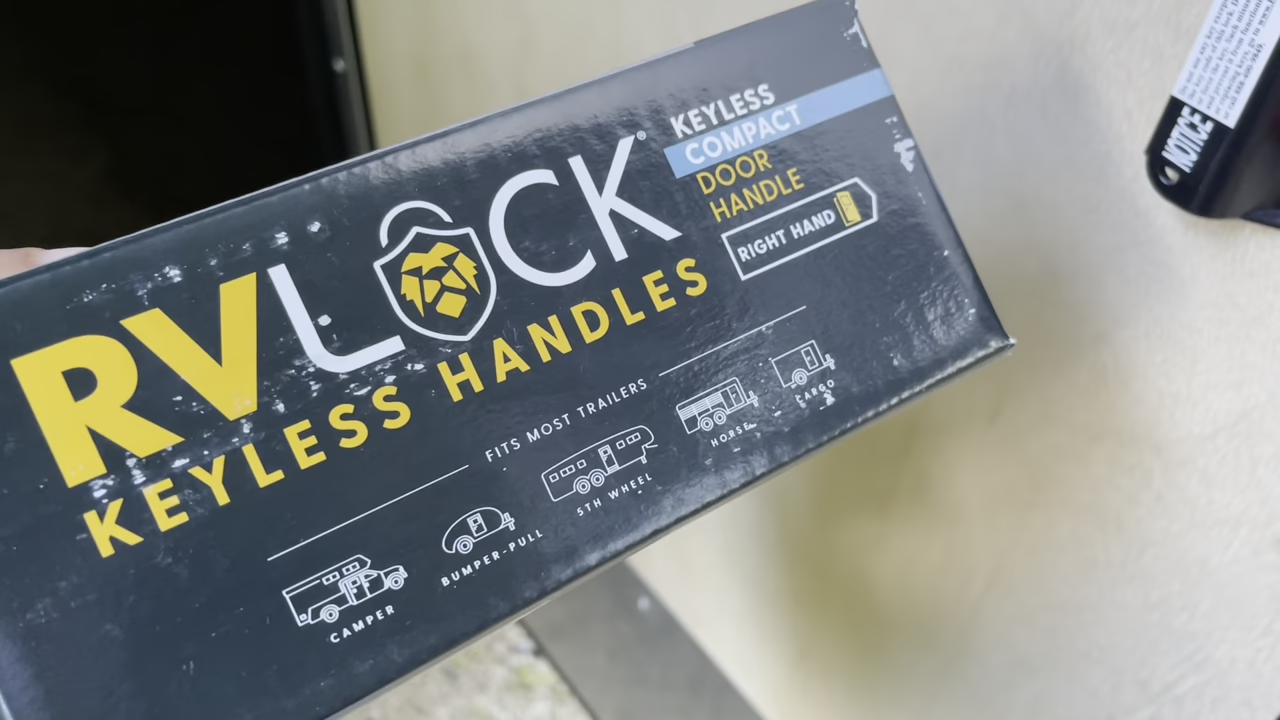 RVLOCK®
KEYLESS HANDLES
KEYLESS
COMPACT
DOOR
HANDLE
RIGHT HAND
FITS MOST TRAILERS
CAMPER
BUMPER-PULL
5TH WHEEL
HORSE
CARGO
NOTICE